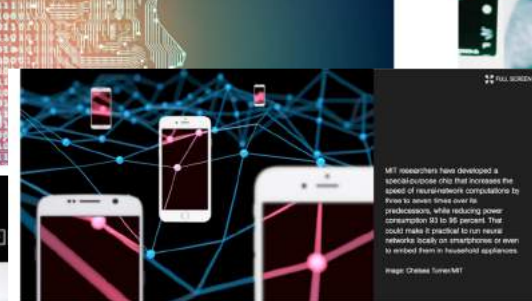 FULL SCREEN
MIT researchers have developed a
special-purpose chip that increases the
speed of neural-network computations by
three to seven times over its
predecessors, while reducing power
consumption 93 to 96 percent. That
could make it practical to run neural
networks locally on smartphones or even
to embed them in household appliances.
Image: Chelsea Turner/MIT